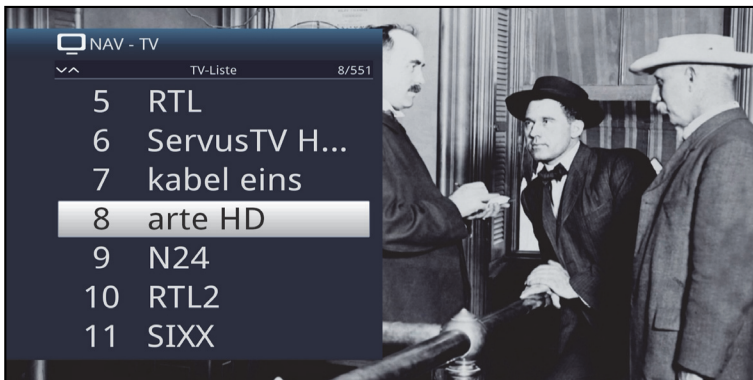 NAV - TV
TV-Liste 8/551
5 RTL
6 ServusTV H...
7 kabel eins
8 arte HD
9 N24
10 RTL2
11 SIXX